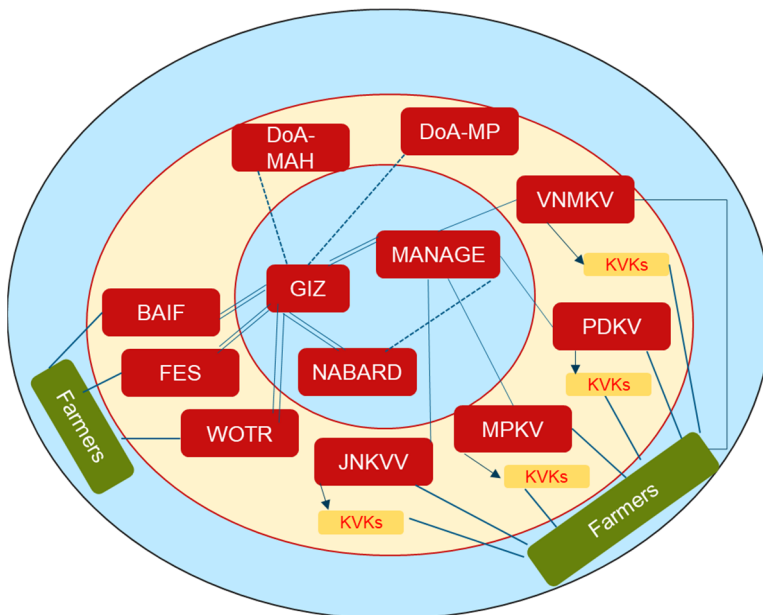 DoA-
MAH
DoA-MP
VNMKV
MANAGE
KVKs
GIZ
BAIF
PDKV
FES
NABARD
KVKs
Farmers
WOTR
MPKV
JNKVV
KVKs
Farmers
KVKs